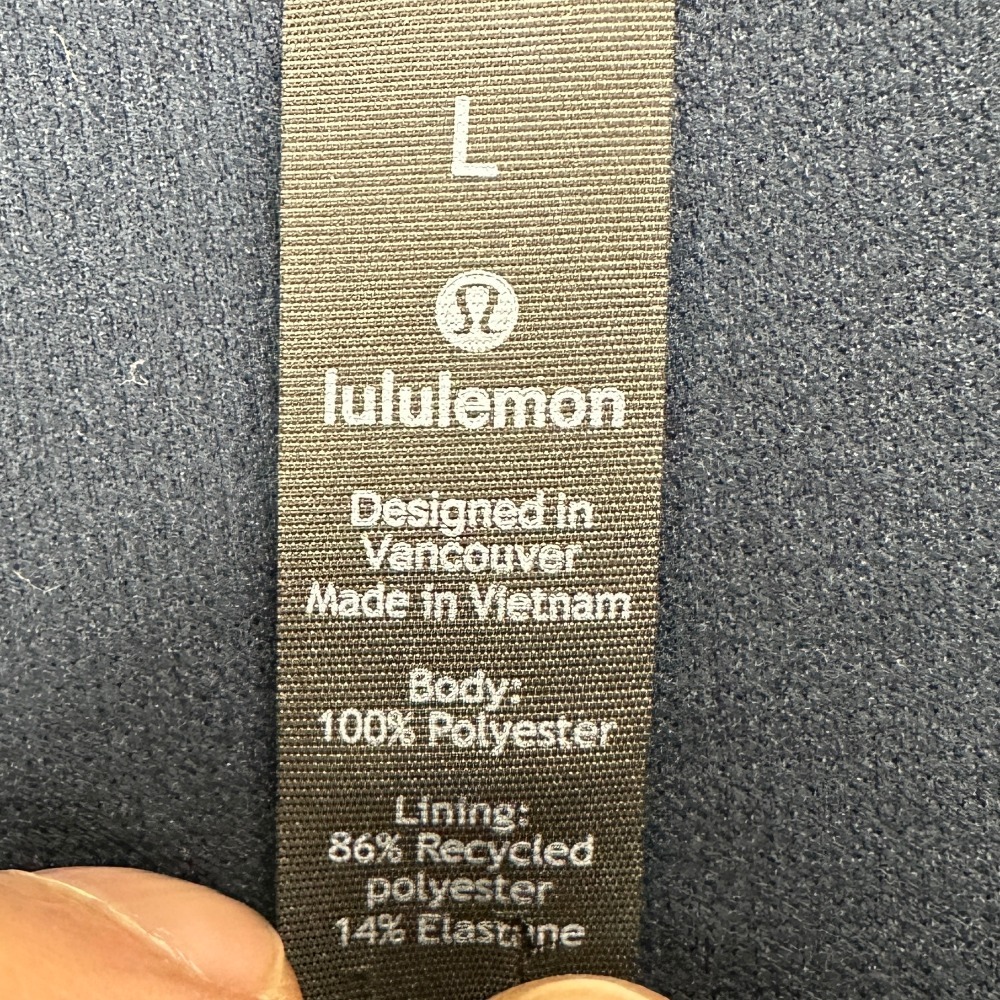 L
lululemon
Designed in
Vancouver
Made in Vietnam
Body:
100% Polyester
Lining:
86% Recycled
polyester
14% Elastane